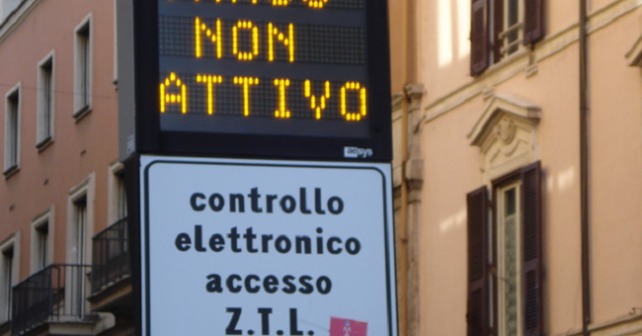 NON
ATTIVO
controllo
elettronico
accesso
Z.T.L.